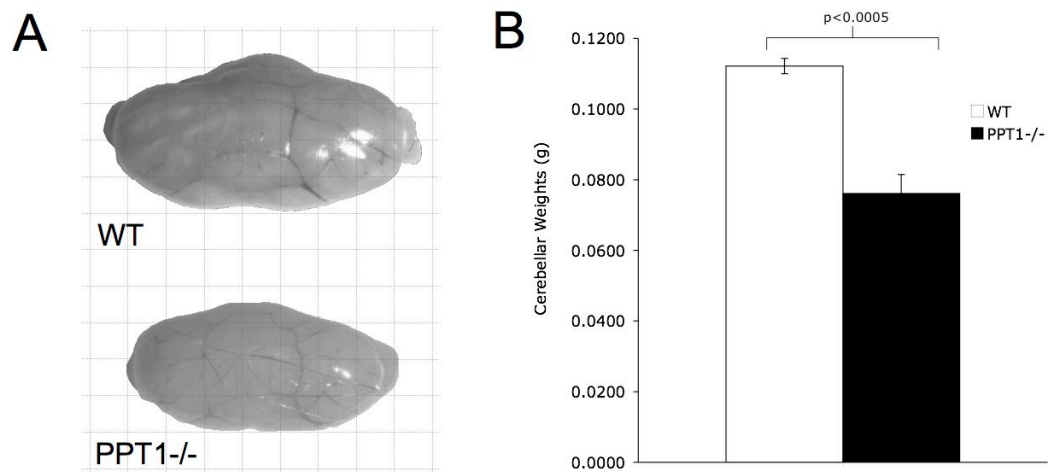 A
WT
PPT1-/-
B
p<0.0005
0.1200
0.1000
0.0800
0.0600
0.0400
0.0200
0.0000
Cerebellar Weights (g)
WT
PPT1-/-